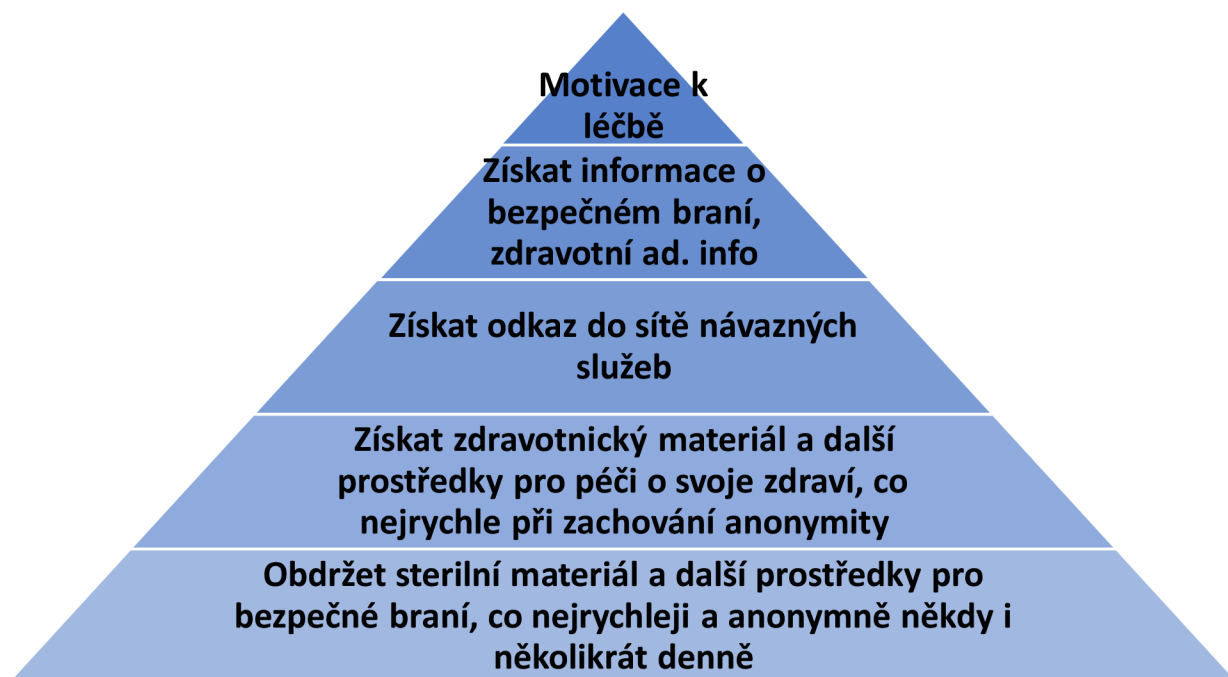 Motivace k
léčbě
Získat informace o
bezpečném braní,
zdravotní ad. info
Získat odkaz do sítě návazných
služeb
Získat zdravotnický materiál a další
prostředky pro péči o svoje zdraví, co
nejrychle při zachování anonymity
Obdržet sterilní materiál a další prostředky pro
bezpečné braní, co nejrychleji a anonymně někdy i
několikrát denně